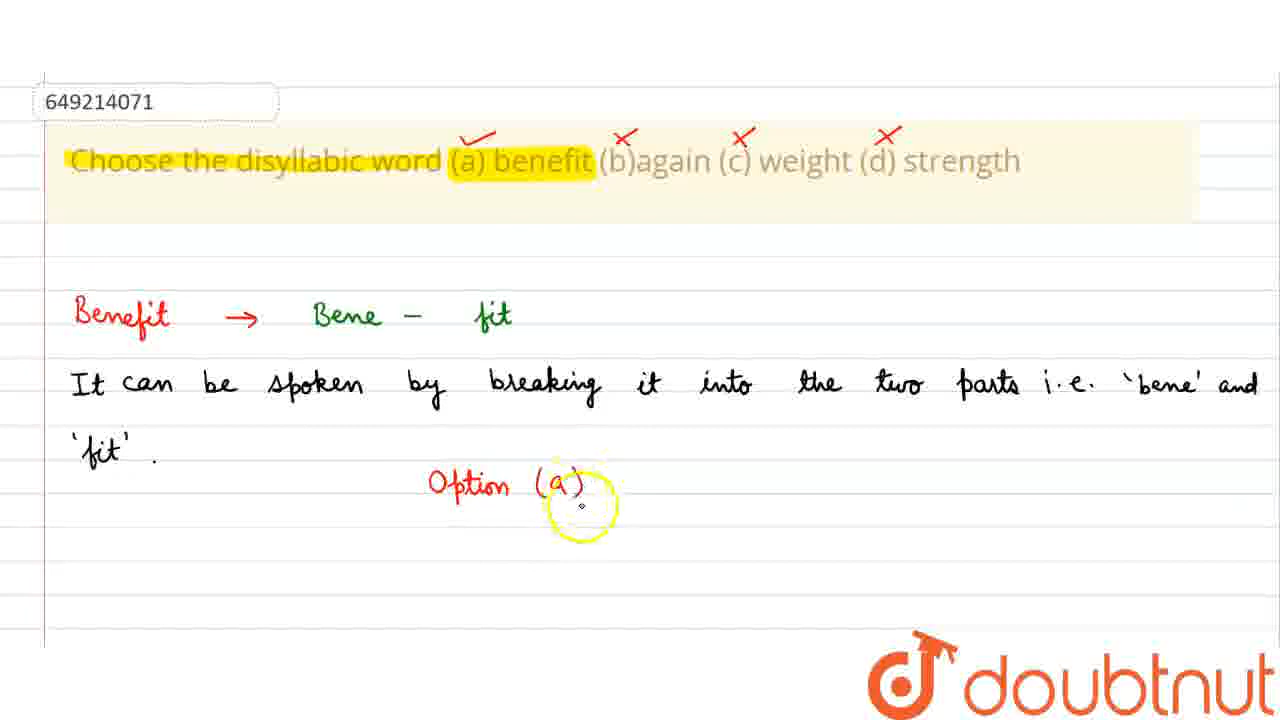 649214071
Choose the disyllabic word (a) benefit (b)again (c) weight (d) strength
Benefit → Bene - fit
It can be spoken by breaking it into the two parts i.e. 'bene' and
'fit'.
Option (a)
doubtnut